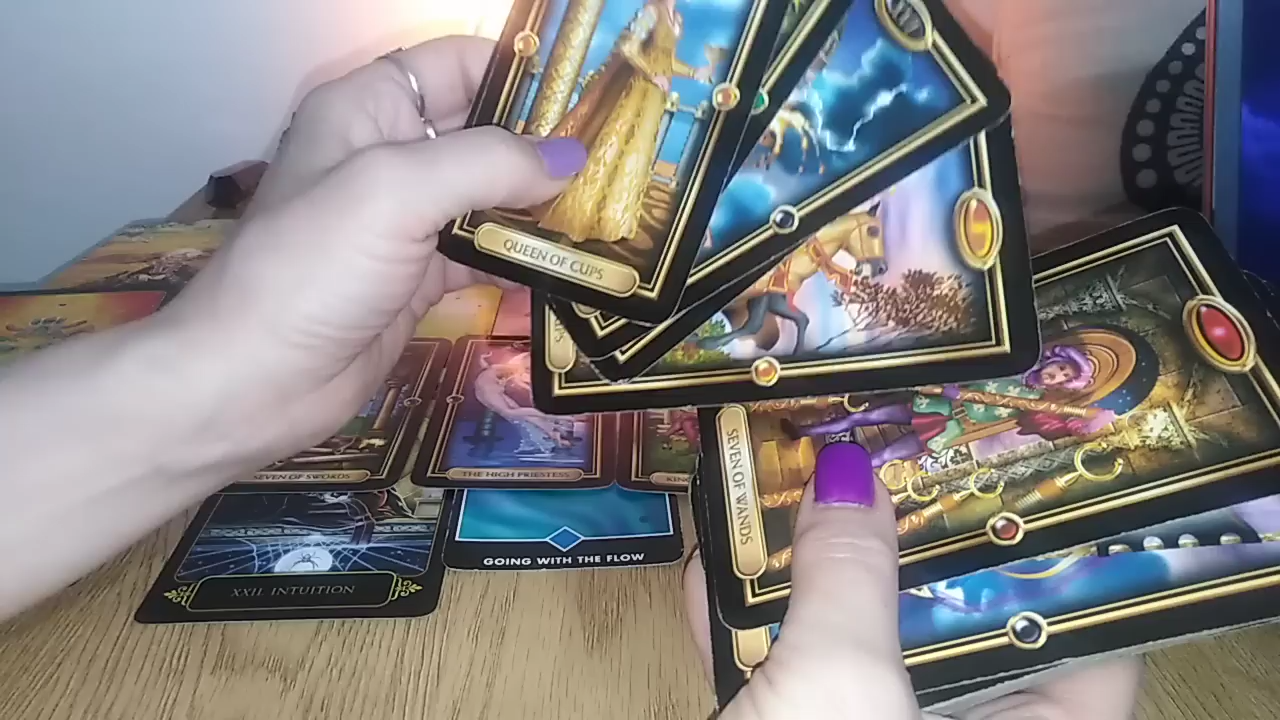 QUEEN OF CUPS
SEVEN OF WANDS
SEVEN OF SWORDS
THE HIGH PRIESTESS
GOING WITH THE FLOW
XXII. INTUITION